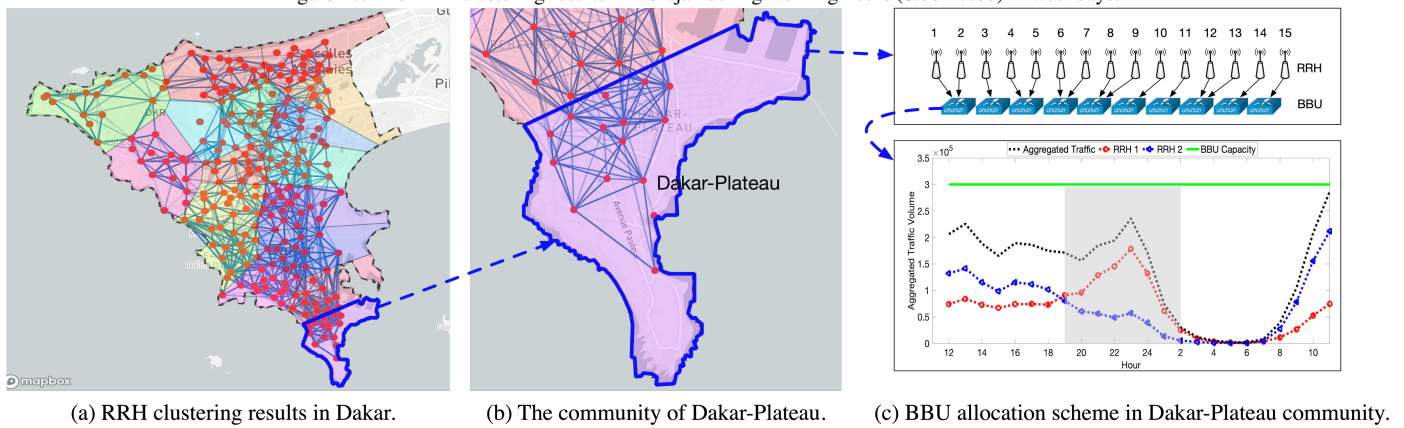 1 2 3 4 5 6 7 8 9 10 11 12 13 14 15
RRH
BBU
Dakar-Plateau
Avenue Paste
mapbox
×10^5
Aggregated Traffic RRH 1 RRH 2 BBU Capacity
3.5
3
2.5
2
1.5
1
0.5
0
Aggregated Traffic Volume
12 14 16 18 20 22 24 2 4 6 8 10
Hour
(a) RRH clustering results in Dakar.
(b) The community of Dakar-Plateau.
(c) BBU allocation scheme in Dakar-Plateau community.